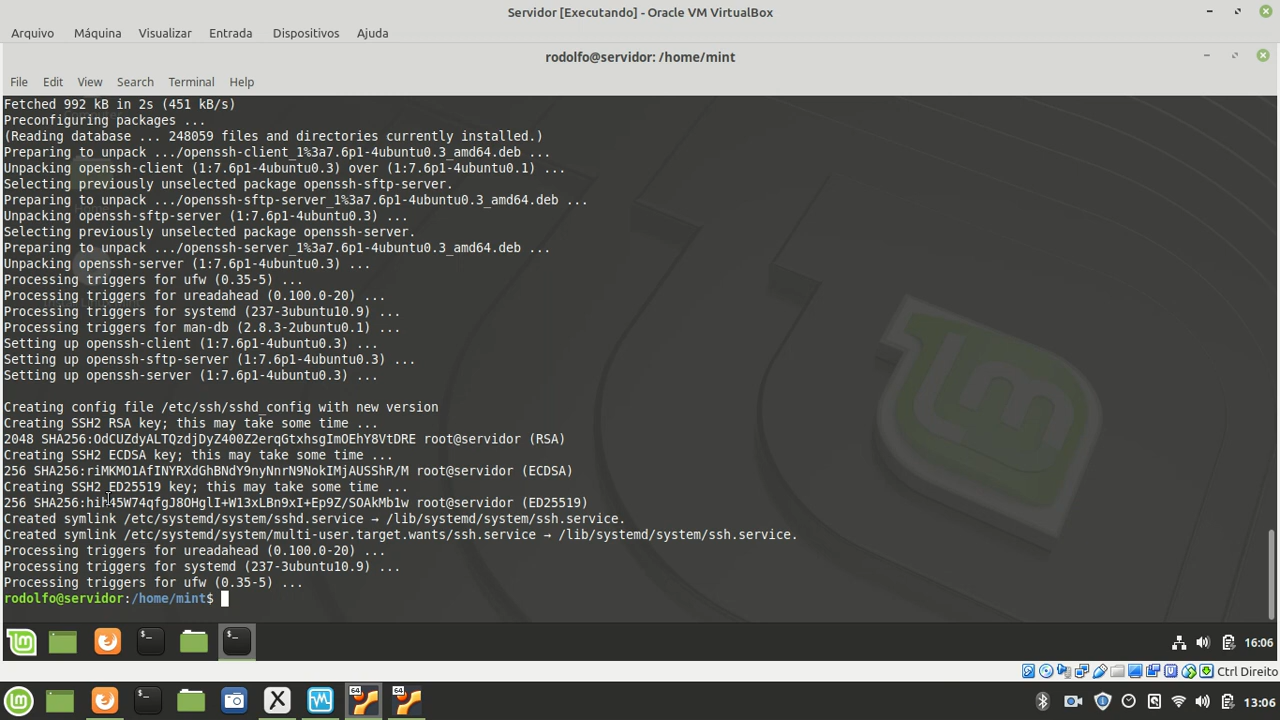 Servidor [Executando] - Oracle VM VirtualBox
Arquivo Máquina Visualizar Entrada Dispositivos Ajuda
rodolfo@servidor: /home/mint
File Edit View Search Terminal Help
Fetched 992 kB in 2s (451 kB/s)
Preconfiguring packages ...
(Reading database ... 248059 files and directories currently installed.)
Preparing to unpack .../openssh-client_1%3a7.6p1-4ubuntu0.3_amd64.deb ...
Unpacking openssh-client (1:7.6p1-4ubuntu0.3) over (1:7.6p1-4ubuntu0.1) ...
Selecting previously unselected package openssh-sftp-server.
Preparing to unpack .../openssh-sftp-server_1%3a7.6p1-4ubuntu0.3_amd64.deb ...
Unpacking openssh-sftp-server (1:7.6p1-4ubuntu0.3) ...
Selecting previously unselected package openssh-server.
Preparing to unpack .../openssh-server_1%3a7.6p1-4ubuntu0.3_amd64.deb ...
Unpacking openssh-server (1:7.6p1-4ubuntu0.3) ...
Processing triggers for ufw (0.35-5) ...
Processing triggers for ureadahead (0.100.0-20) ...
Processing triggers for systemd (237-3ubuntu10.9) ...
Processing triggers for man-db (2.8.3-2ubuntu0.1) ...
Setting up openssh-client (1:7.6p1-4ubuntu0.3) ...
Setting up openssh-sftp-server (1:7.6p1-4ubuntu0.3) ...
Setting up openssh-server (1:7.6p1-4ubuntu0.3) ...
Creating config file /etc/ssh/sshd_config with new version
Creating SSH2 RSA key; this may take some time ...
2048 SHA256:OdCUZdyALTQzdjDyZ400Z2erqGtxhsgImOEhY8VtDRE root@servidor (RSA)
Creating SSH2 ECDSA key; this may take some time ...
256 SHA256:riMKMO1AfINYRXdGhBNdY9nyNnrN9NokIMjAUSShR/M root@servidor (ECDSA)
Creating SSH2 ED25519 key; this may take some time ...
256 root@servidor (ED25519)
Created symlink /etc/systemd/system/sshd.service → /lib/systemd/system/ssh.service.
Created symlink /etc/systemd/system/multi-user.target.wants/ssh.service → /lib/systemd/system/ssh.service.
Processing triggers for ureadahead (0.100.0-20) ...
Processing triggers for systemd (237-3ubuntu10.9) ...
Processing triggers for ufw (0.35-5) ...
rodolfo@servidor:/home/mint$
16:06
Ctrl Direito
64 64
13:06